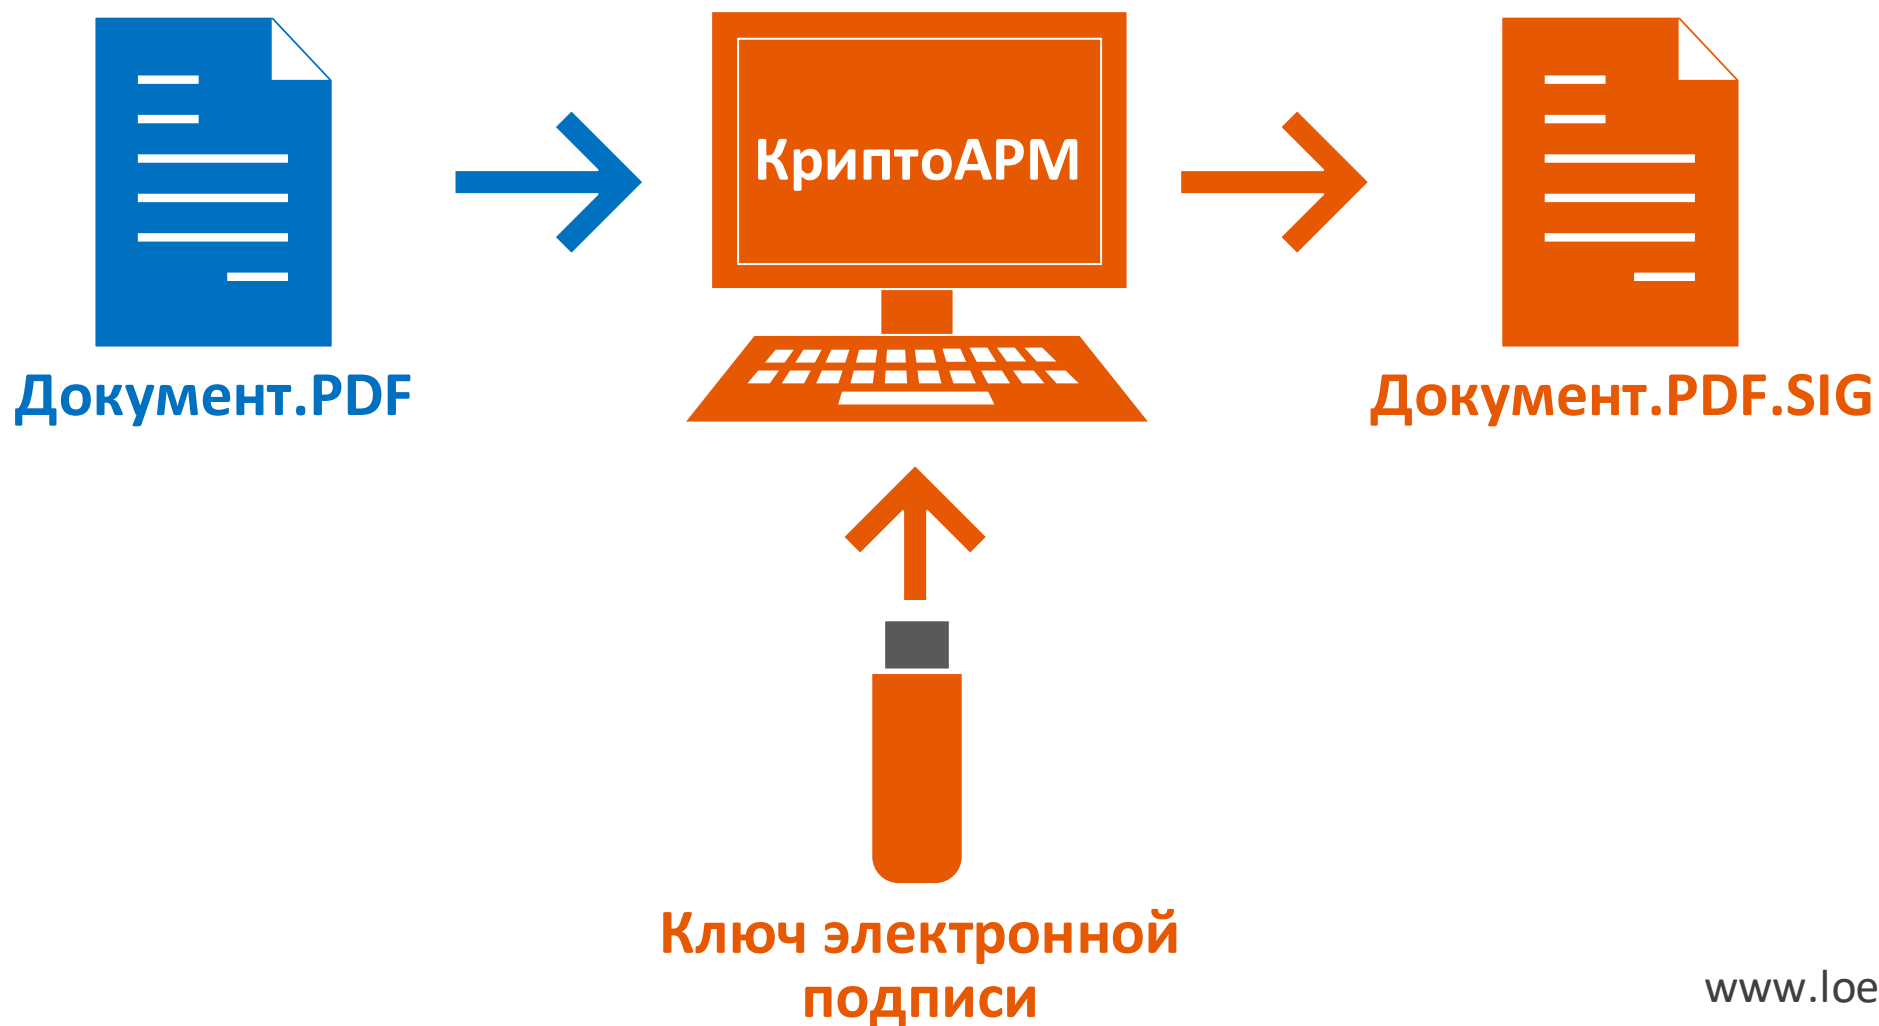 КриптоАРМ
Документ.PDF
Документ.PDF.SIG
Ключ электронной
подписи
www.loe